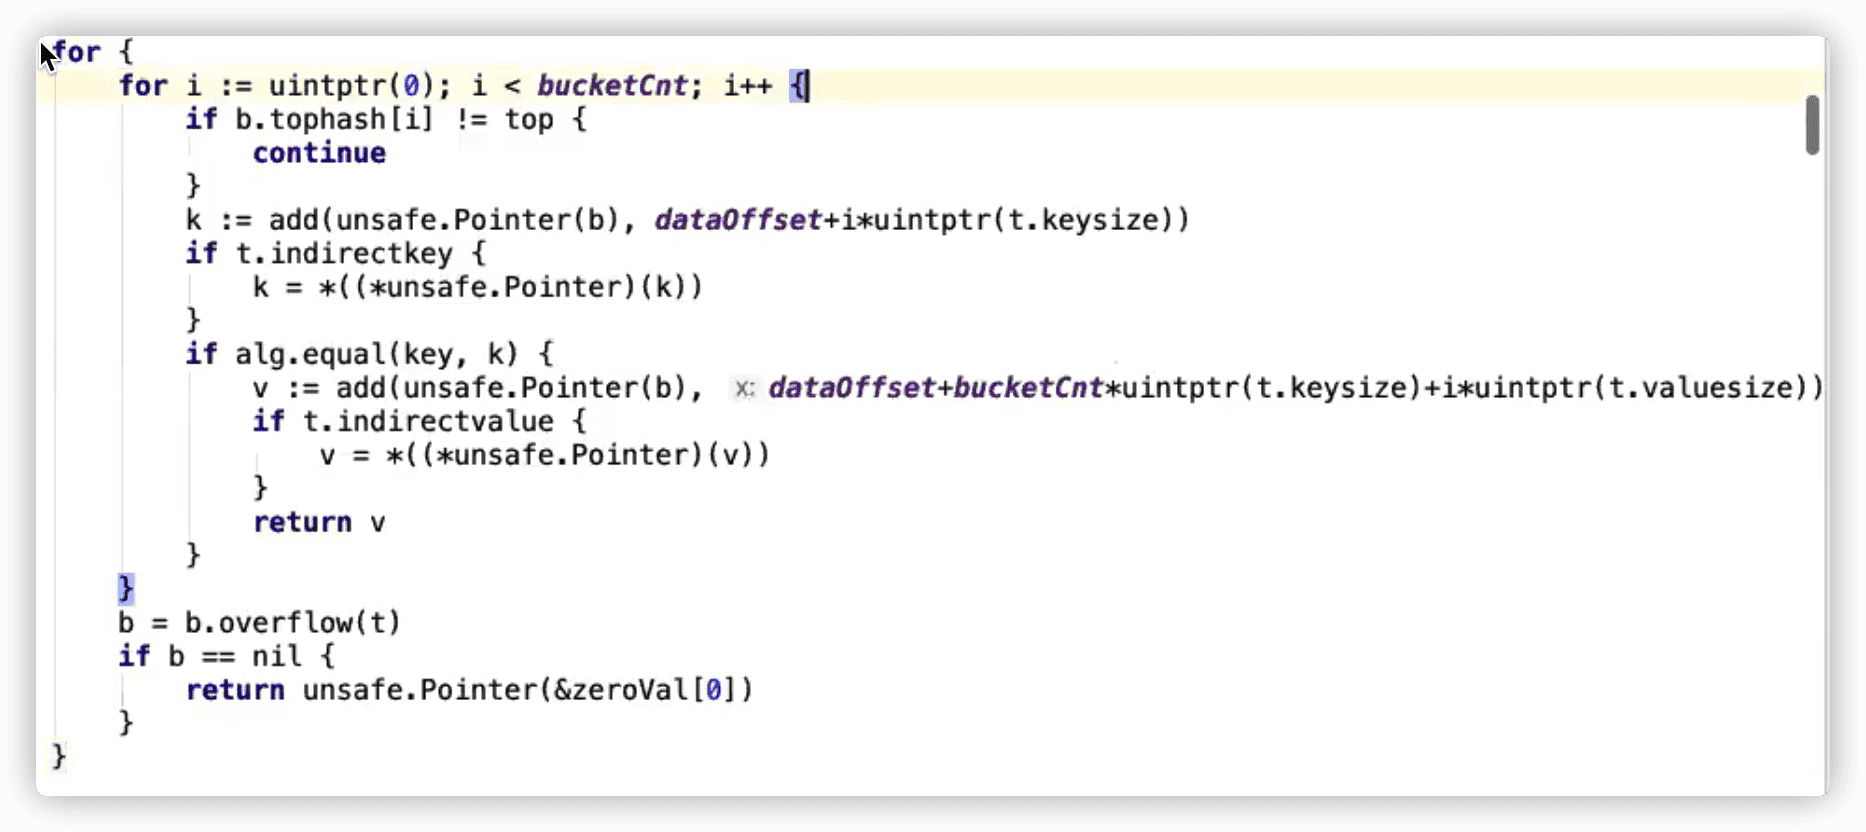 for {
    for i := uintptr(0); i < bucketCnt; i++ {
        if b.tophash[i] != top {
            continue
        }
        k := add(unsafe.Pointer(b), dataOffset+i*uintptr(t.keysize))
        if t.indirectkey {
            k = *((*unsafe.Pointer)(k))
        }
        if alg.equal(key, k) {
            v := add(unsafe.Pointer(b), x: dataOffset+bucketCnt*uintptr(t.keysize)+i*uintptr(t.valuesize))
            if t.indirectvalue {
                v = *((*unsafe.Pointer)(v))
            }
            return v
        }
    }
    b = b.overflow(t)
    if b == nil {
        return unsafe.Pointer(&zeroVal[0])
    }
}